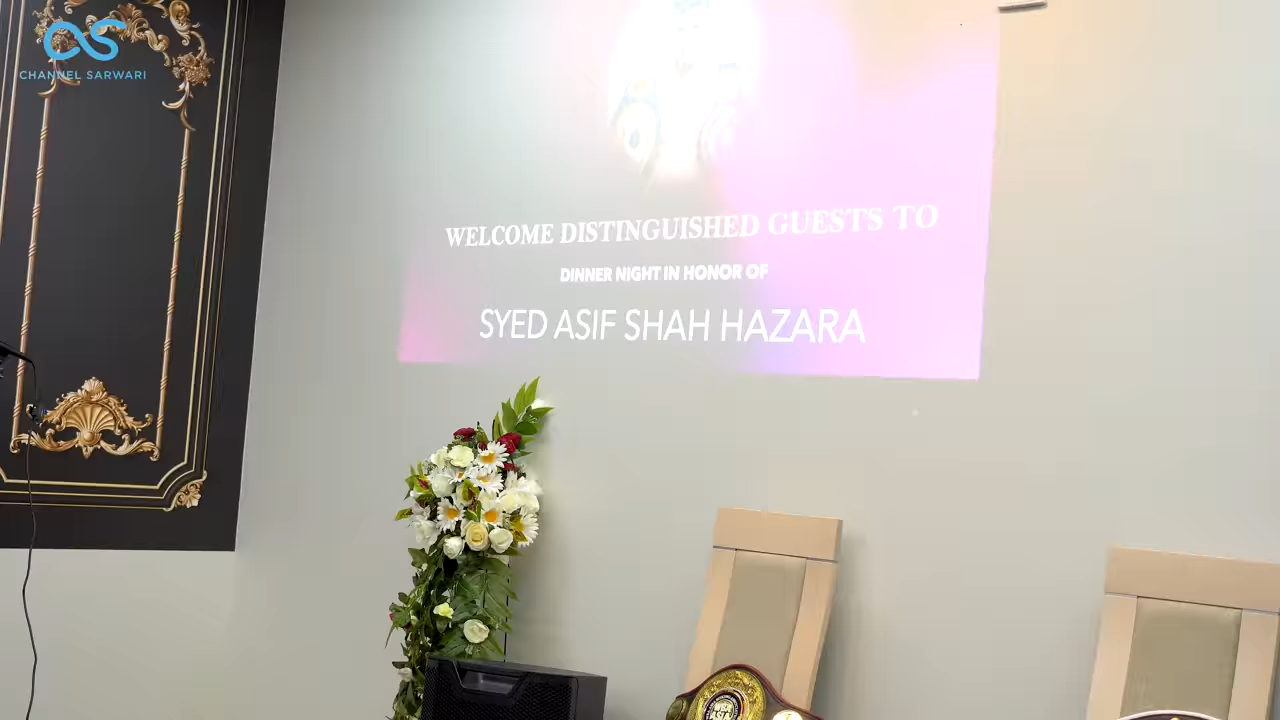 CHANNEL SARWARI
WELCOME DISTINGUISHED GUESTS TO
DINNER NIGHT IN HONOR OF
SYED ASIF SHAH HAZARA